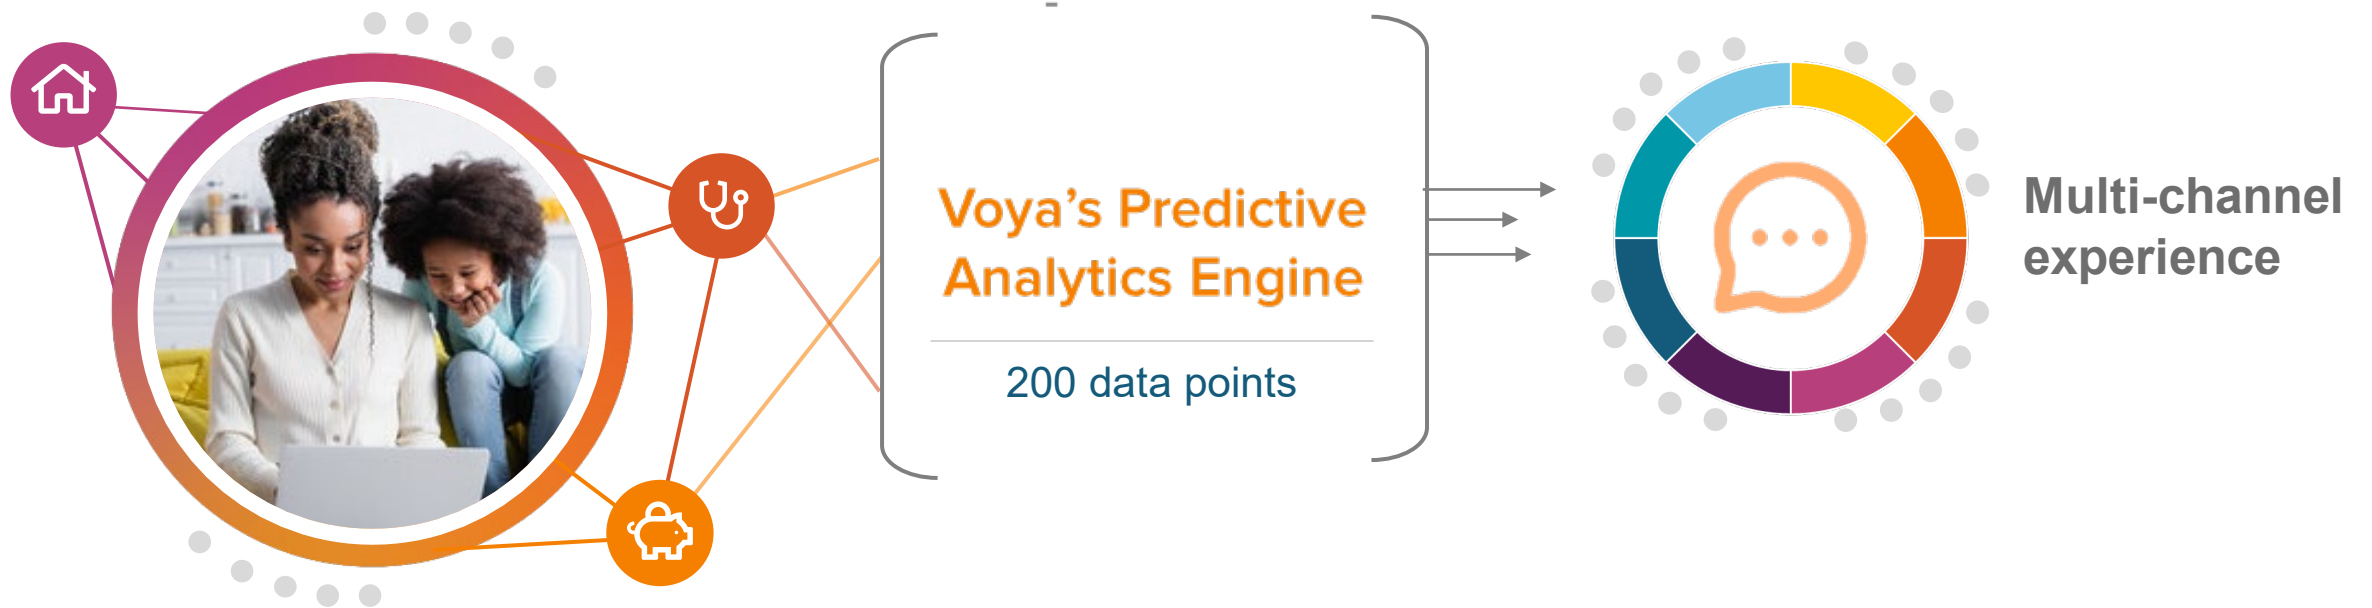 Voya's Predictive
Analytics Engine
200 data points
Multi-channel
experience